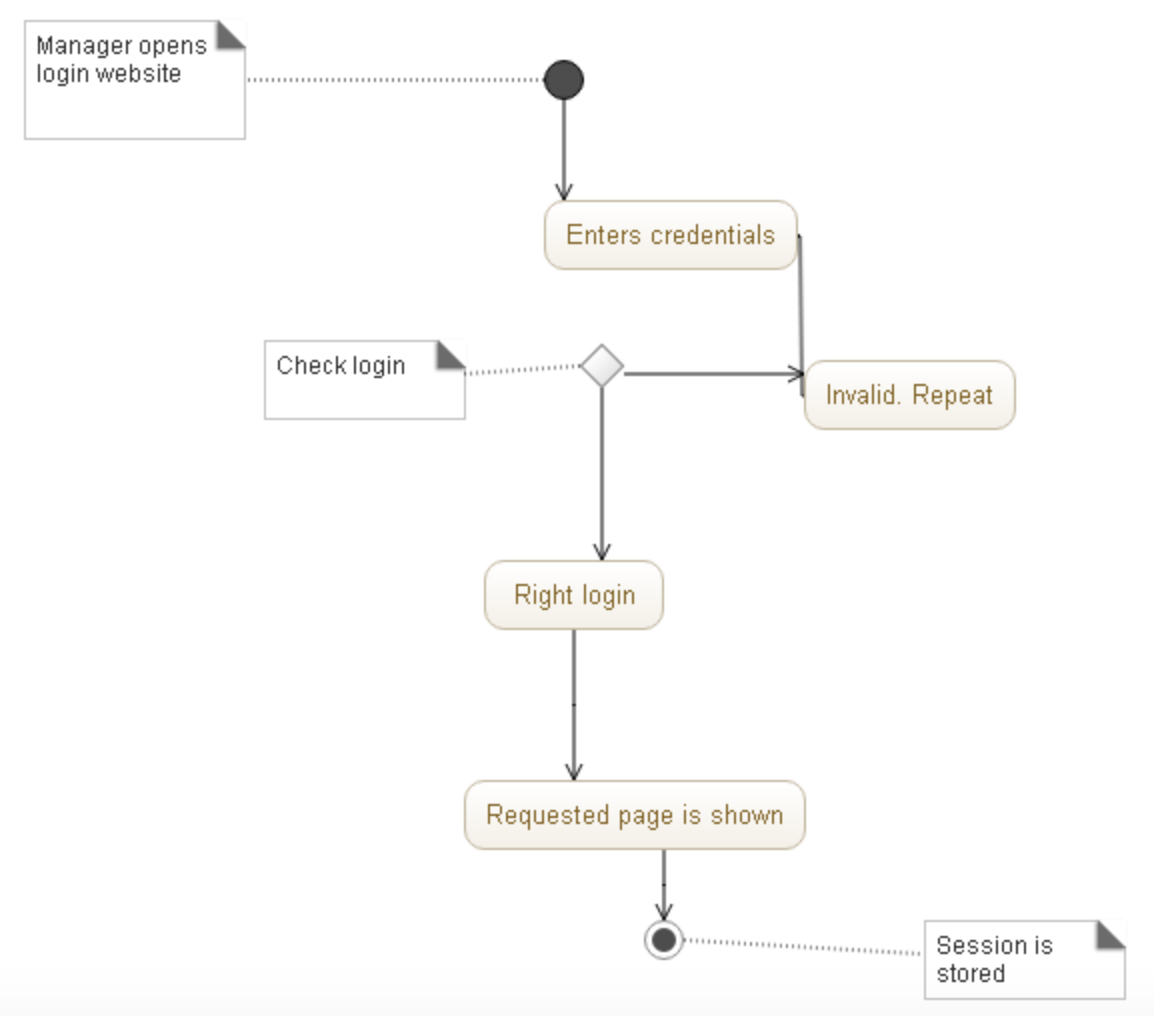 Manager opens
login website
Enters credentials
Check login
Invalid. Repeat
Right login
Requested page is shown
Session is
stored